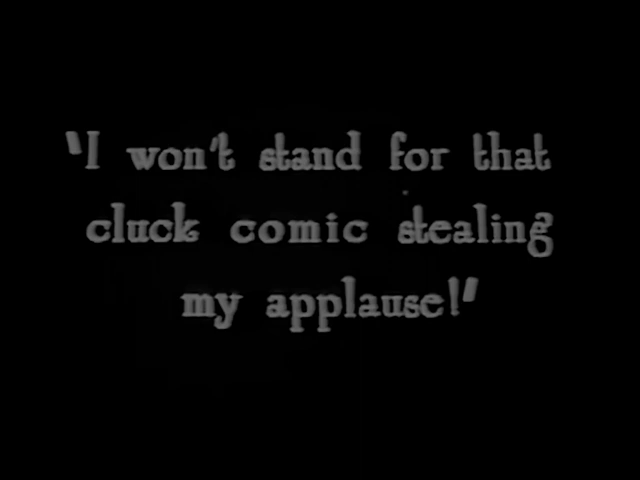 "I won't stand for that
cluck comic stealing
my applause!"